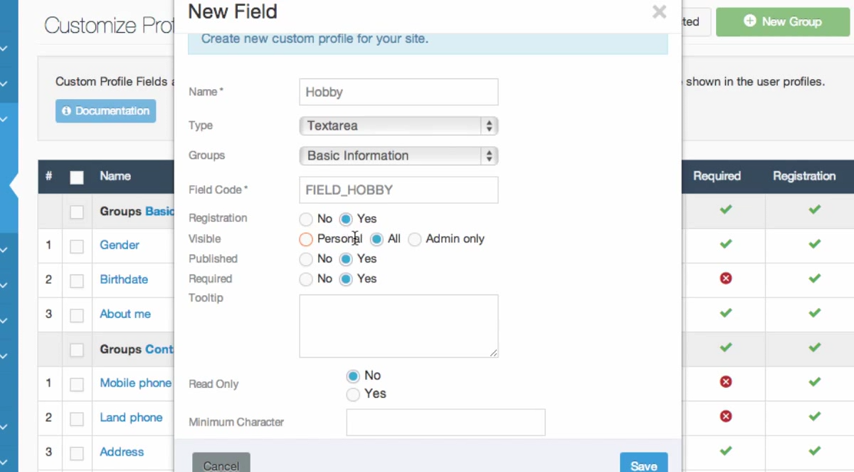 New Field
×
Customize Prof
ted
New Group
Create new custom profile for your site.
Custom Profile Fields a
shown in the user profiles.
Documentation
Name *
Hobby
Type
Textarea
Groups
Basic Information
Field Code *
FIELD_HOBBY
Registration
No Yes
Visible
Personal All Admin only
Published
No Yes
Required
No Yes
Tooltip
Read Only
No
Yes
Minimum Character
Cancel
Save
# Name
Required Registration
Groups Basic
1 Gender
2 Birthdate
3 About me
Groups Cont
1 Mobile phone
2 Land phone
3 Address